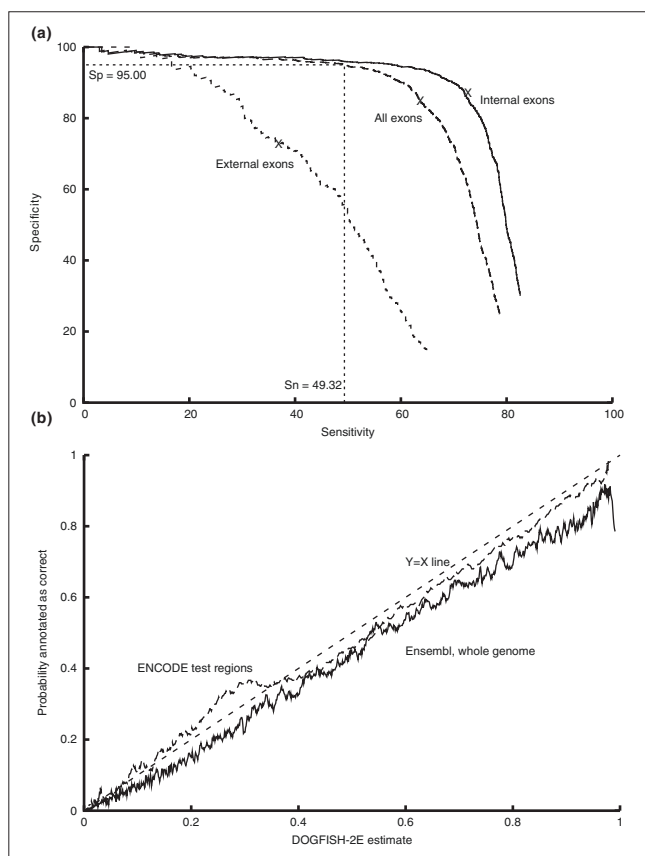 (a)
100
80
60
40
20
0
Specificity
Sp = 95.00
X
Internal exons
X
All exons
X
External exons
Sn = 49.32
0 20 40 60 80 100
Sensitivity
(b)
1
0.8
0.6
0.4
0.2
0
Probability annotated as correct
Y=X line
ENCODE test regions
Ensembl, whole genome
0 0.2 0.4 0.6 0.8 1
DOGFISH-2E estimate